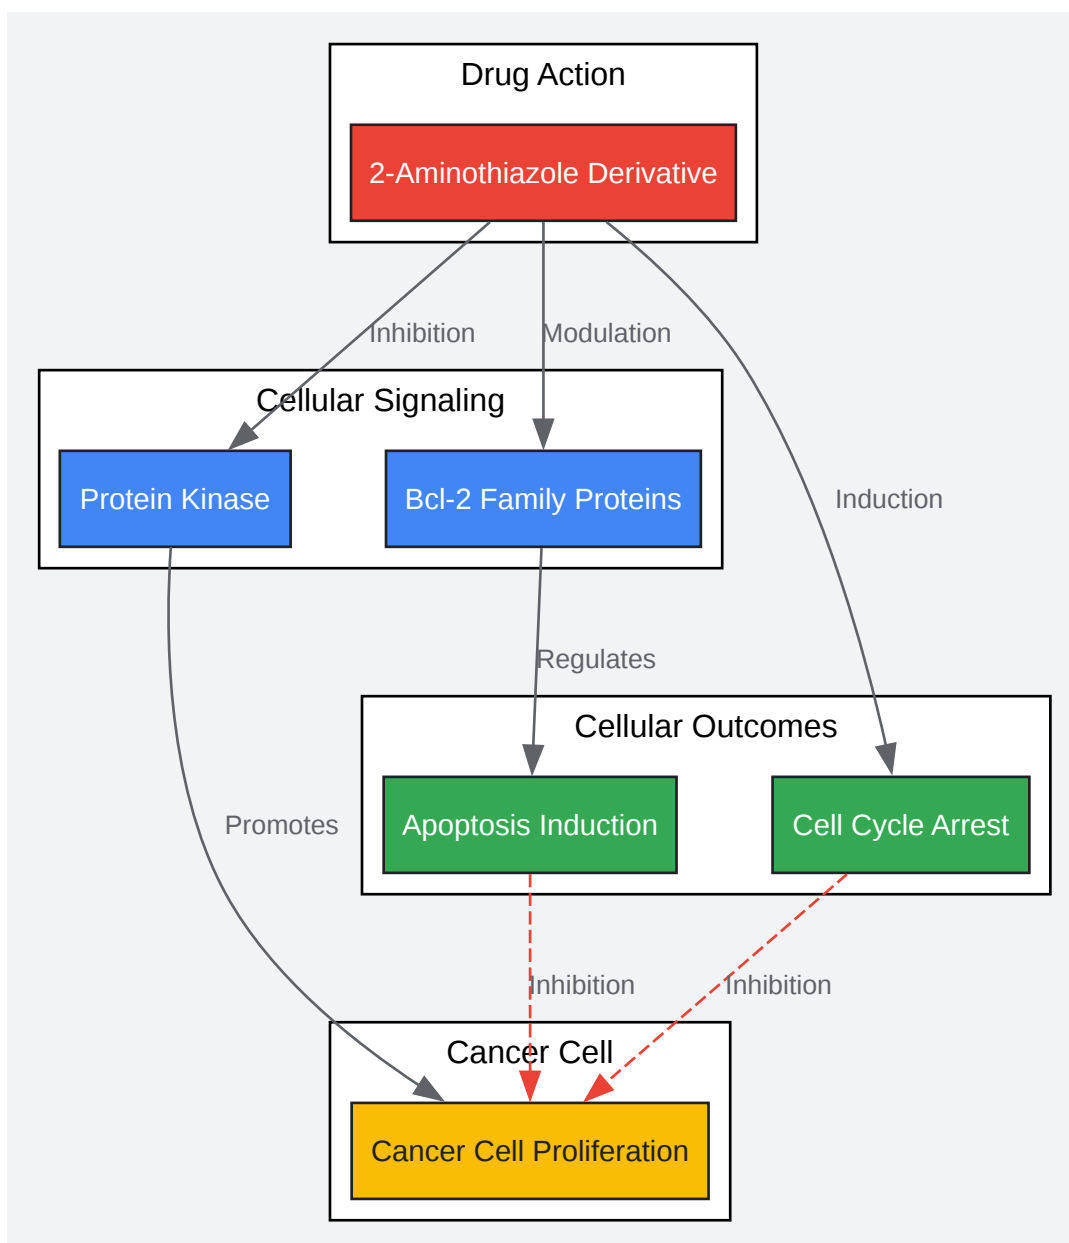 Drug Action
2-Aminothiazole Derivative
Inhibition
Modulation
Cellular Signaling
Protein Kinase
Bcl-2 Family Proteins
Induction
Regulates
Cellular Outcomes
Promotes
Apoptosis Induction
Cell Cycle Arrest
Inhibition
Inhibition
Cancer Cell
Cancer Cell Proliferation